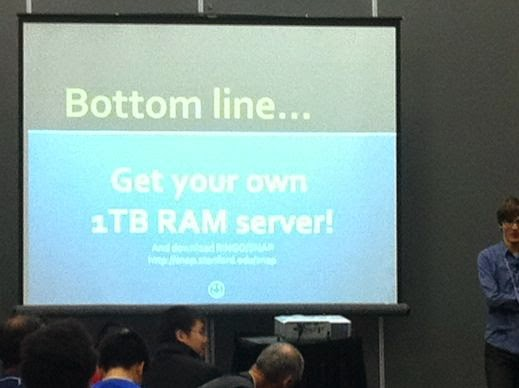 Bottom line...
Get your own
1TB RAM server!
And download RINGO/SNAP
http://snap.stanford.edu/snap